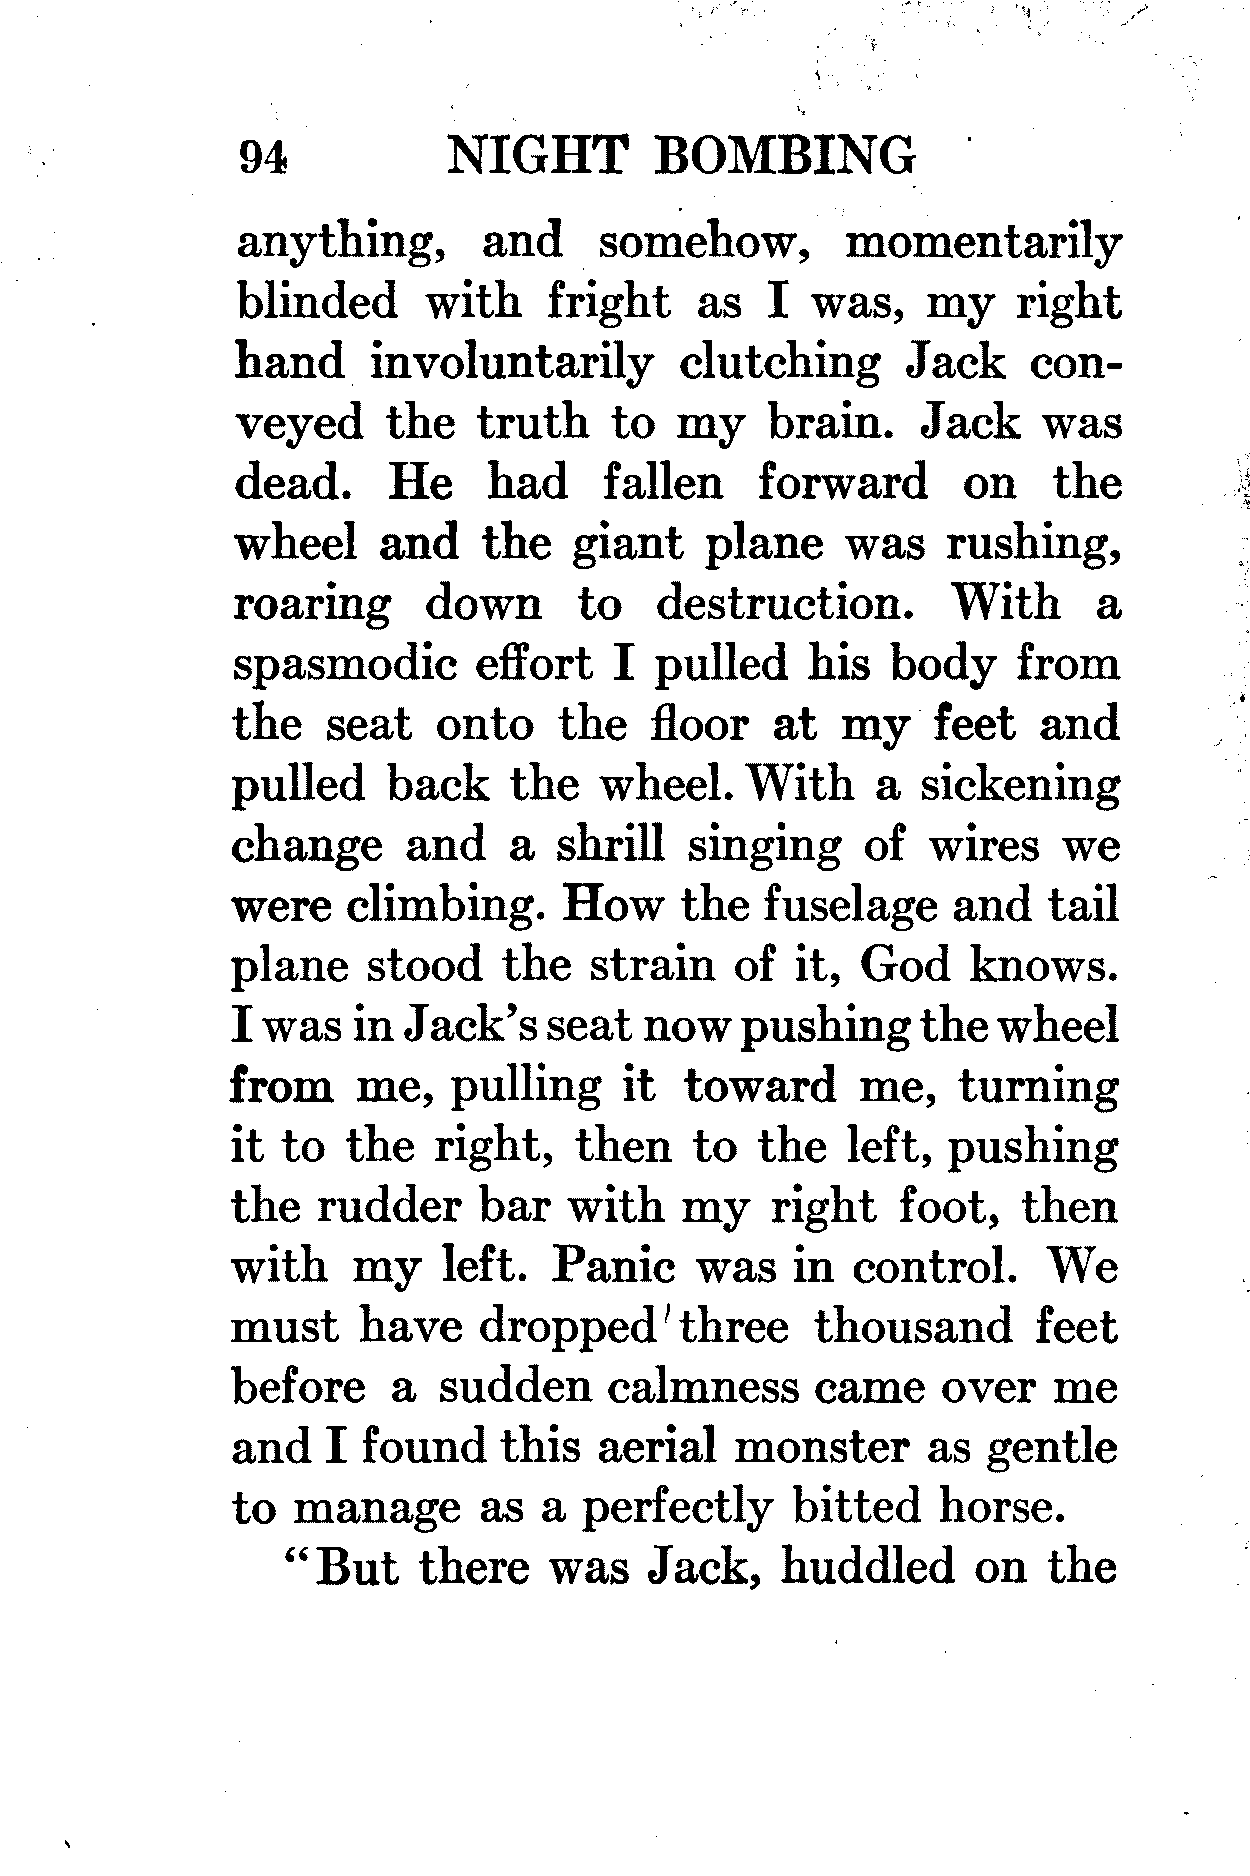 94 NIGHT BOMBING
anything, and somehow, momentarily
blinded with fright as I was, my right
hand involuntarily clutching Jack con-
veyed the truth to my brain. Jack was
dead. He had fallen forward on the
wheel and the giant plane was rushing,
roaring down to destruction. With a
spasmodic effort I pulled his body from
the seat onto the floor at my feet and
pulled back the wheel. With a sickening
change and a shrill singing of wires we
were climbing. How the fuselage and tail
plane stood the strain of it, God knows.
I was in Jack's seat now pushing the wheel
from me, pulling it toward me, turning
it to the right, then to the left, pushing
the rudder bar with my right foot, then
with my left. Panic was in control. We
must have dropped three thousand feet
before a sudden calmness came over me
and I found this aerial monster as gentle
to manage as a perfectly bitted horse.
"But there was Jack, huddled on the